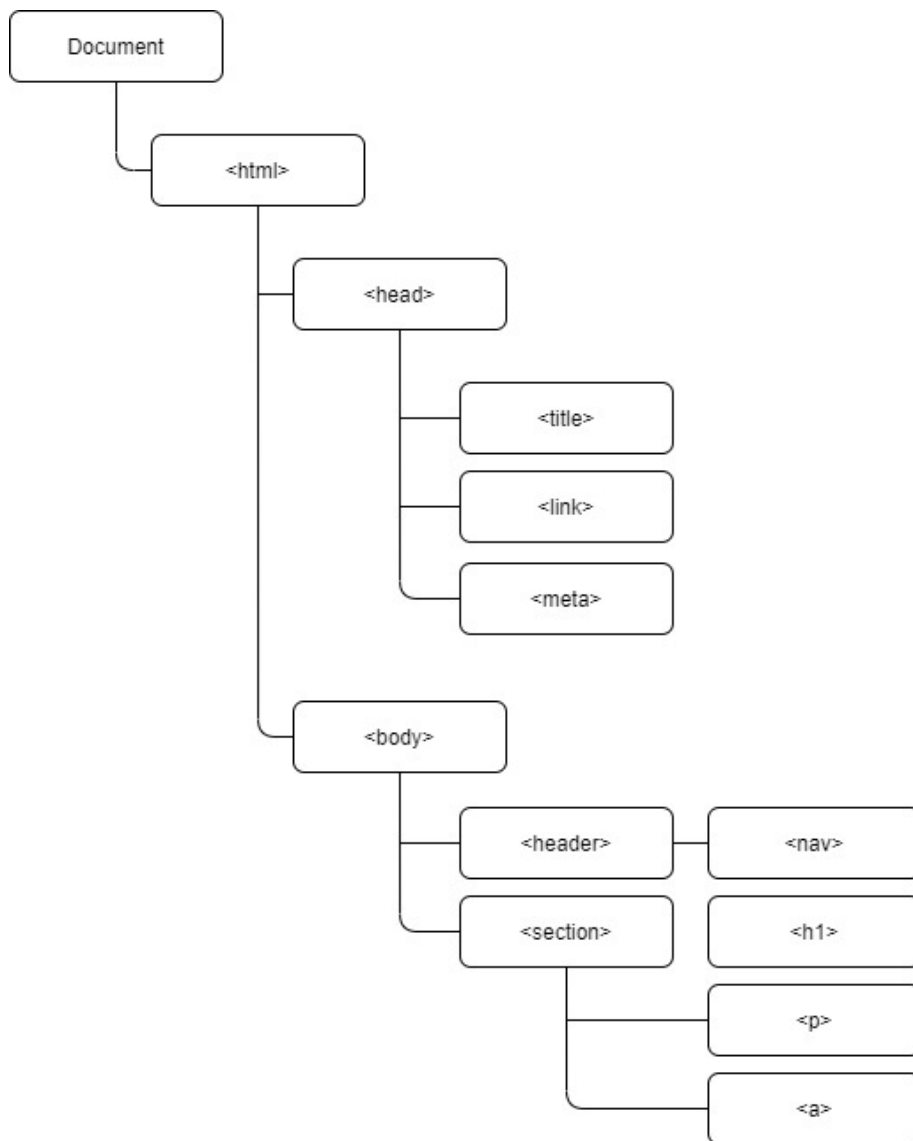 Document
<html>
<head>
<title>
<link>
<meta>
<body>
<header>
<nav>
<section>
<h1>
<p>
<a>